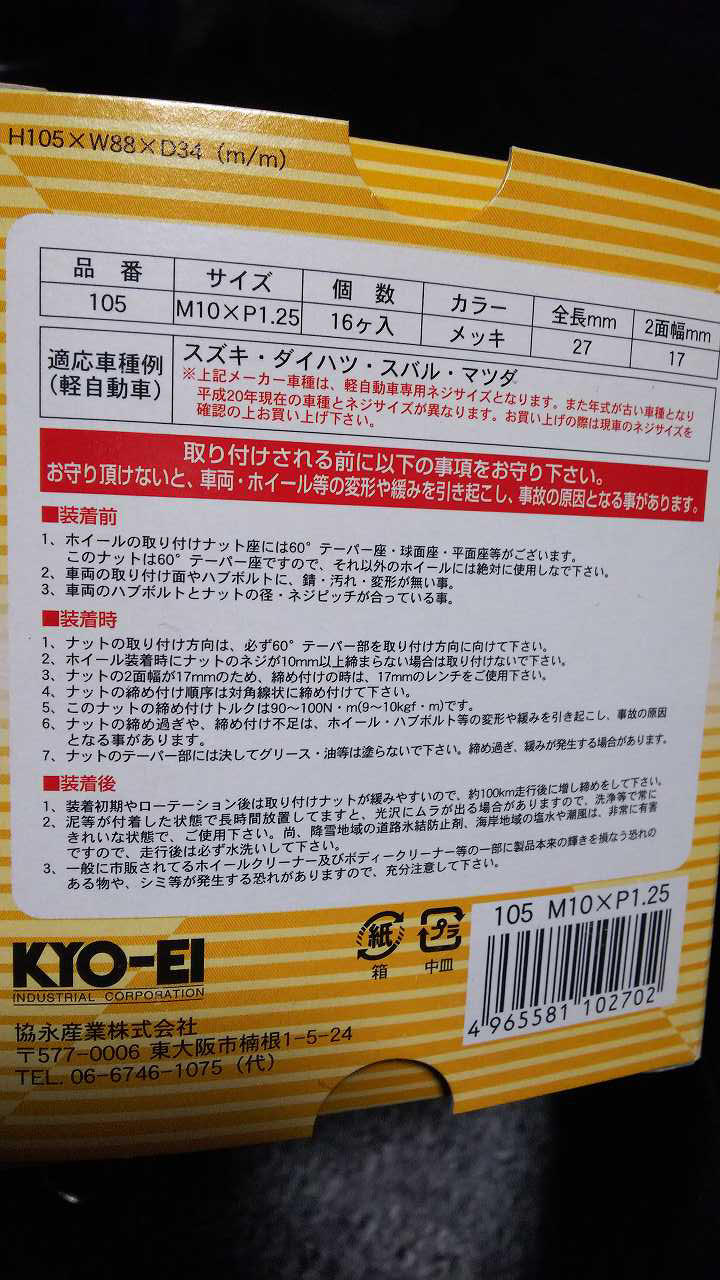 H105×W88×D34 (m/m)
品番 サイズ 個数 カラー 全長mm 2面幅mm
105 M10×P1.25 16ヶ入 メッキ 27 17
適応車種例
(軽自動車)
スズキ・ダイハツ・スバル・マツダ
※上記メーカー車種は、軽自動車専用ネジサイズとなります。また年式が古い車種となり
平成20年現在の車種とネジサイズが異なります。お買い上げの際は現車のネジサイズを
確認の上お買い上げ下さい。
取り付けされる前に以下の事項をお守り下さい。
お守り頂けないと、車両・ホイール等の変形や緩みを引き起こし、事故の原因となる事があります。
■装着前
1、ホイールの取り付けナット座には60°テーパー座・球面座・平面座等がございます。
このナットは60°テーパー座ですので、それ以外のホイールには絶対に使用しなで下さい。
2、車両の取り付け面やハブボルトに、錆・汚れ・変形が無い事。
3、車両のハブボルトとナットの径・ネジピッチが合っている事。
■装着時
1、ナットの取り付け方向は、必ず60°テーパー部を取り付け方向に向けて下さい。
2、ホイール装着時にナットのネジが10mm以上締まらない場合は取り付けないで下さい。
3、ナットの2面幅が17mmのため、締め付けの時は、17mmのレンチをご使用下さい。
4、ナットの締め付け順序は対角線状に締め付けて下さい。
5、このナットの締め付けトルクは90〜100N・m(9〜10kgf・m)です。
6、ナットの締め過ぎや、締め付け不足は、ホイール・ハブボルト等の変形や緩みを引き起こし、事故の原因
となる事があります。
7、ナットのテーパー部には決してグリース・油等は塗らないで下さい。締め過ぎ、緩みが発生する場合があります。
■装着後
1、装着初期やローテーション後は取り付けナットが緩みやすいので、約100km走行後に増し締めをして下さい。
2、泥等が付着した状態で長時間放置してますと、光沢にムラが出る場合がありますので、洗浄等で常に
きれいな状態で、ご使用下さい。尚、降雪地域の道路氷結防止剤、海岸地域の塩水や潮風は、非常に有害
ですので、走行後は必ず水洗いして下さい。
3、一般に市販されてるホイールクリーナー及びボディークリーナー等の一部に製品本来の輝きを損なう恐れの
ある物や、シミ等が発生する恐れがありますので、充分注意して下さい。
KYO-EI
INDUSTRIAL CORPORATION
紙
箱
プラ
中皿
105 M10×P1.25
4 965581 102702
協永産業株式会社
〒577-0006 東大阪市楠根1-5-24
TEL. 06-6746-1075 (代)